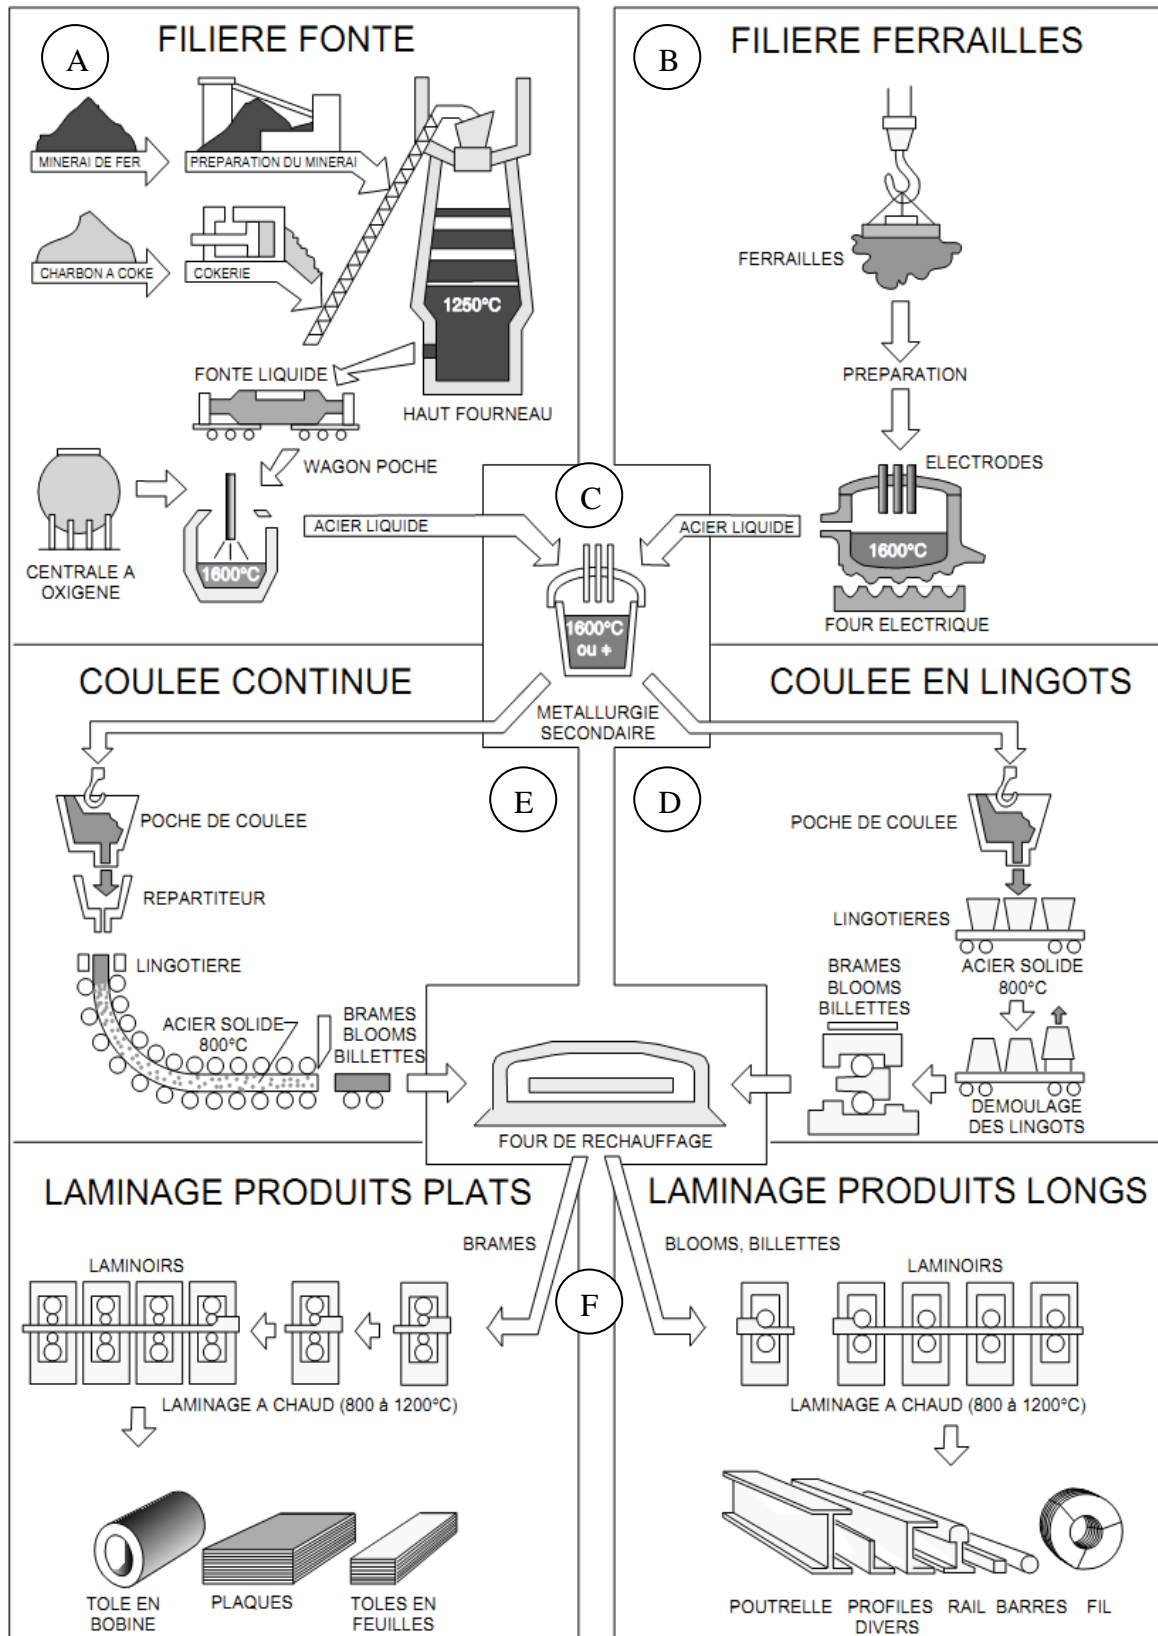 A
FILIERE FONTE
MINERAI DE FER
PREPARATION DU MINERAI
CHARBON A COKE
COKERIE
1250°C
FONTE LIQUIDE
HAUT FOURNEAU
WAGON POCHE
CENTRALE A
OXIGENE
1600°C
ACIER LIQUIDE
B
FILIERE FERRAILLES
FERRAILLES
PREPARATION
ELECTRODES
1600°C
FOUR ELECTRIQUE
ACIER LIQUIDE
C
1600°C
ou +
METALLURGIE
SECONDAIRE
COULEE CONTINUE
E
POCHE DE COULEE
REPARTITEUR
LINGOTIERE
ACIER SOLIDE
800°C
BRAMES
BLOOMS
BILLETTES
COULEE EN LINGOTS
D
POCHE DE COULEE
LINGOTIERES
ACIER SOLIDE
800°C
BRAMES
BLOOMS
BILLETTES
DEMOULAGE
DES LINGOTS
FOUR DE RECHAUFFAGE
LAMINAGE PRODUITS PLATS
BRAMES
LAMINOIRS
LAMINAGE A CHAUD (800 à 1200°C)
TOLE EN
BOBINE
PLAQUES
TOLES EN
FEUILLES
F
LAMINAGE PRODUITS LONGS
BLOOMS, BILLETTES
LAMINOIRS
LAMINAGE A CHAUD (800 à 1200°C)
POUTRELLE
PROFILES
DIVERS
RAIL
BARRES
FIL